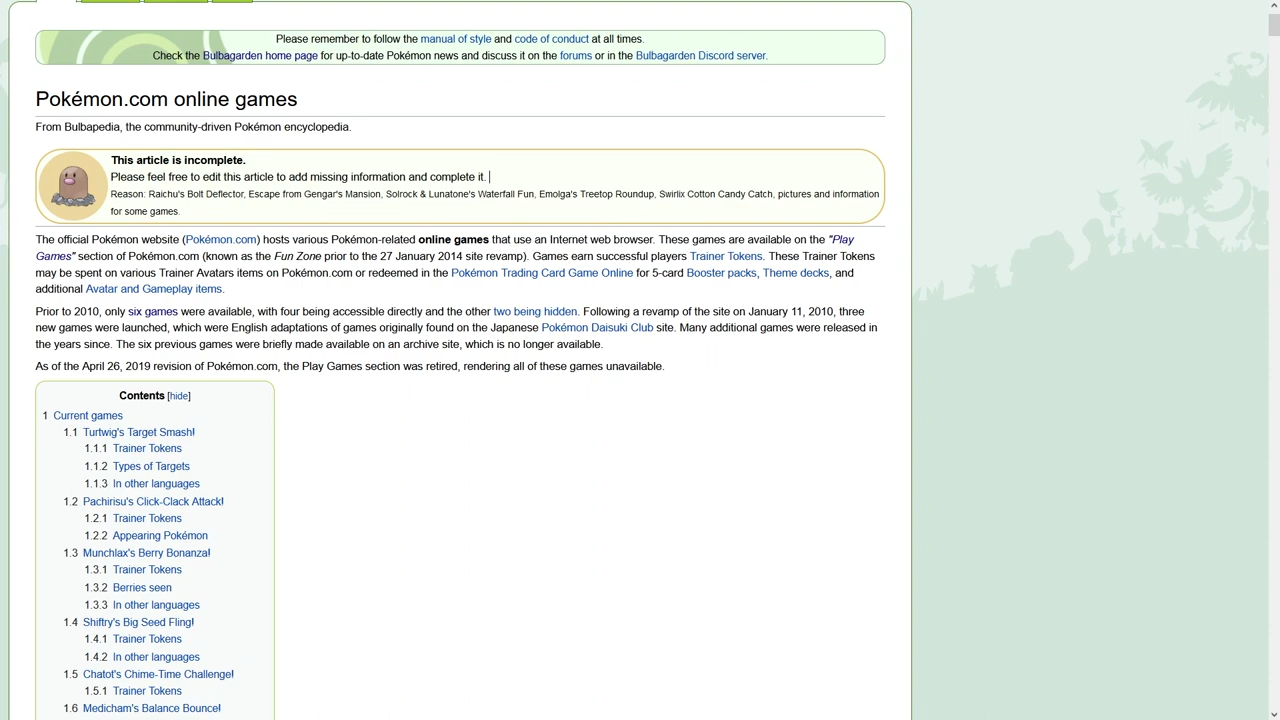 Please remember to follow the manual of style and code of conduct at all times.
Check the Bulbagarden home page for up-to-date Pokémon news and discuss it on the forums or in the Bulbagarden Discord server.
Pokémon.com online games
From Bulbapedia, the community-driven Pokémon encyclopedia.
This article is incomplete.
Please feel free to edit this article to add missing information and complete it.
Reason: Raichu's Bolt Deflector, Escape from Gengar's Mansion, Solrock & Lunatone's Waterfall Fun, Emolga's Treetop Roundup, Swirlix Cotton Candy Catch, pictures and information
for some games.
The official Pokémon website (Pokémon.com) hosts various Pokémon-related online games that use an Internet web browser. These games are available on the "Play
Games" section of Pokémon.com (known as the Fun Zone prior to the 27 January 2014 site revamp). Games earn successful players Trainer Tokens. These Trainer Tokens
may be spent on various Trainer Avatars items on Pokémon.com or redeemed in the Pokémon Trading Card Game Online for 5-card Booster packs, Theme decks, and
additional Avatar and Gameplay items.
Prior to 2010, only six games were available, with four being accessible directly and the other two being hidden. Following a revamp of the site on January 11, 2010, three
new games were launched, which were English adaptations of games originally found on the Japanese Pokémon Daisuki Club site. Many additional games were released in
the years since. The six previous games were briefly made available on an archive site, which is no longer available.
As of the April 26, 2019 revision of Pokémon.com, the Play Games section was retired, rendering all of these games unavailable.
Contents [hide]
1 Current games
1.1 Turtwig's Target Smash!
1.1.1 Trainer Tokens
1.1.2 Types of Targets
1.1.3 In other languages
1.2 Pachirisu's Click-Clack Attack!
1.2.1 Trainer Tokens
1.2.2 Appearing Pokémon
1.3 Munchlax's Berry Bonanza!
1.3.1 Trainer Tokens
1.3.2 Berries seen
1.3.3 In other languages
1.4 Shiftry's Big Seed Fling!
1.4.1 Trainer Tokens
1.4.2 In other languages
1.5 Chatot's Chime-Time Challenge!
1.5.1 Trainer Tokens
1.6 Medicham's Balance Bounce!